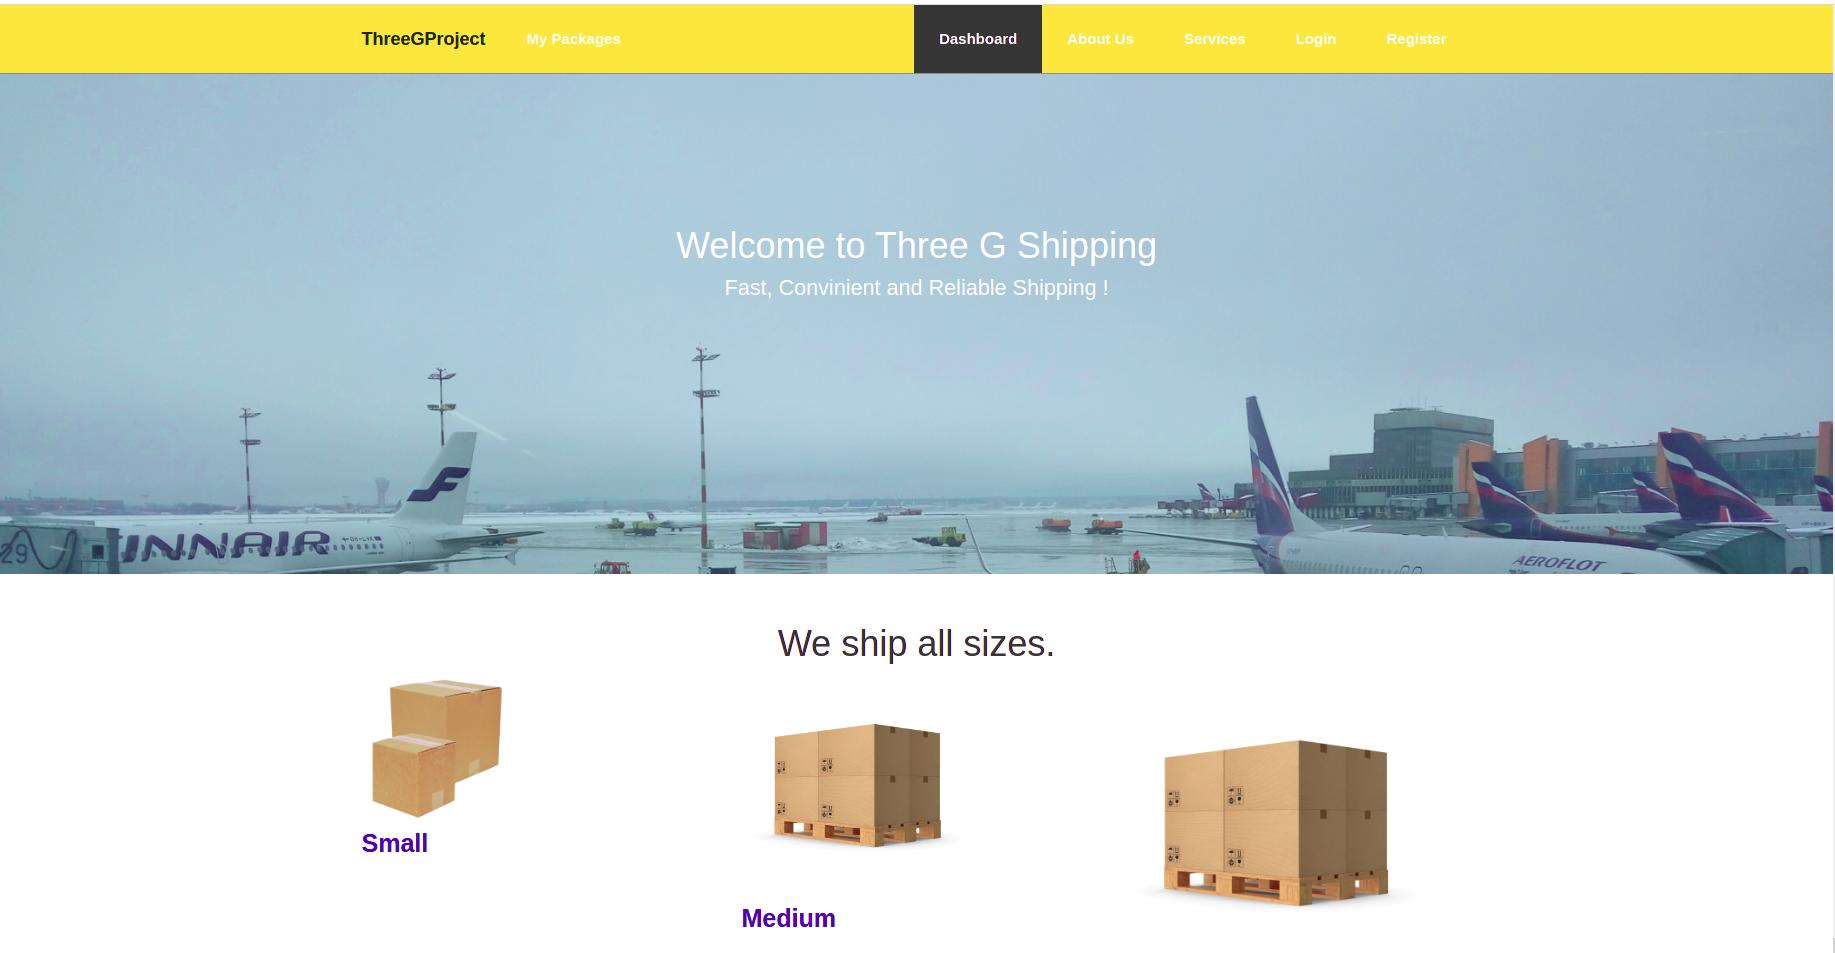 ThreeGProject My Packages Dashboard About Us Services Login Register
Welcome to Three G Shipping
Fast, Convinient and Reliable Shipping !
29
INNAIR
AEROFLOT
We ship all sizes.
Small
Medium